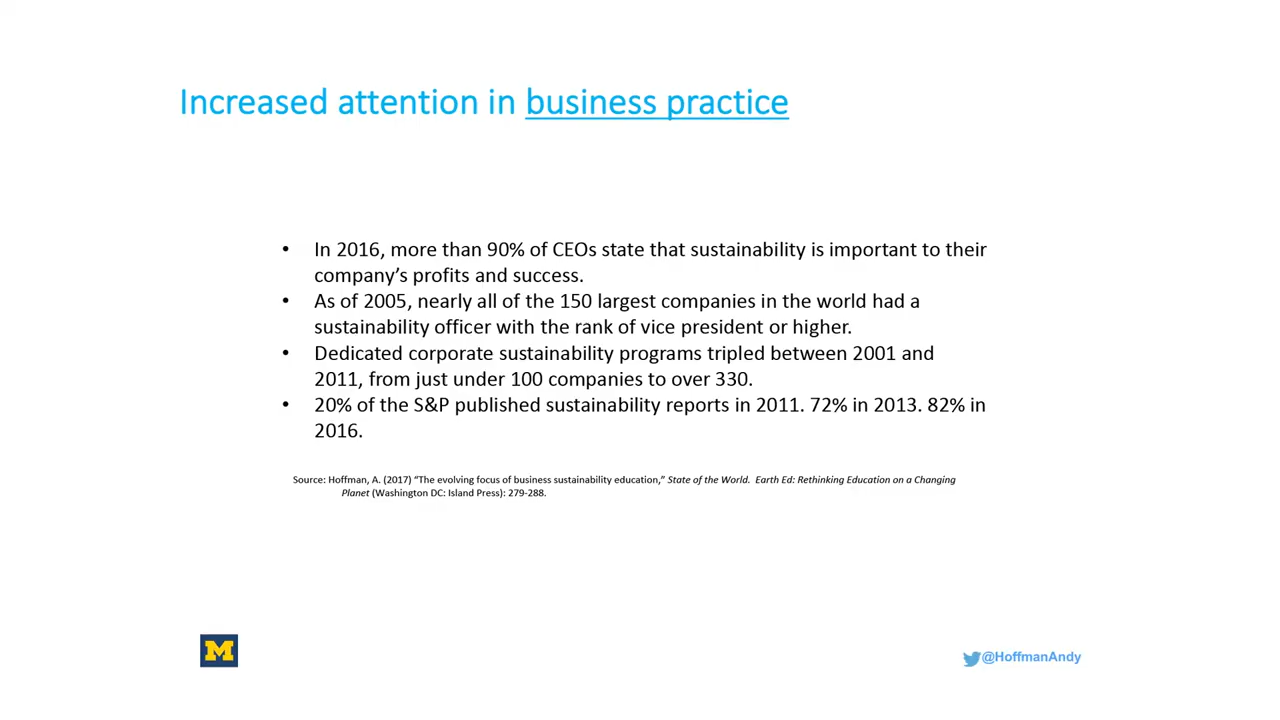 Increased attention in business practice
• In 2016, more than 90% of CEOs state that sustainability is important to their
company’s profits and success.
• As of 2005, nearly all of the 150 largest companies in the world had a
sustainability officer with the rank of vice president or higher.
• Dedicated corporate sustainability programs tripled between 2001 and
2011, from just under 100 companies to over 330.
• 20% of the S&P published sustainability reports in 2011. 72% in 2013. 82% in
2016.
Source: Hoffman, A. (2017) “The evolving focus of business sustainability education,” State of the World. Earth Ed: Rethinking Education on a Changing
Planet (Washington DC: Island Press): 279-288.
M
@HoffmanAndy